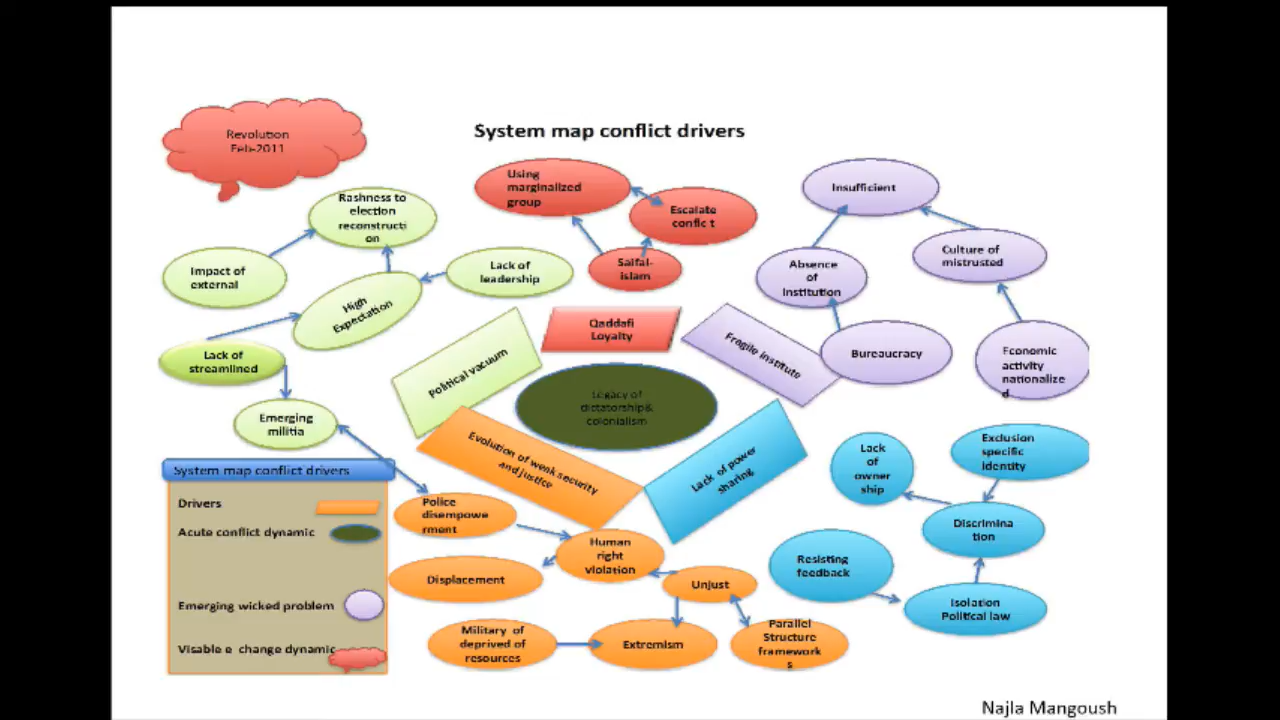 System map conflict drivers
Revolution
Feb-2011
Rashness to
election
reconstructi
on
Impact of
external
High
Expectation
Lack of
leadership
Lack of
streamlined
Emerging
militia
Using
marginalized
group
Escalate
conflic t
Saifal-
islam
Qaddafi
Loyalty
Political vacuum
Fragile institute
Legacy of
dictatorship&
colonialism
Evolution of weak security
and justice
Lack of power
sharing
Insufficient
Absence
of
Institution
Culture of
mistrusted
Bureaucracy
Economic
activity
nationalize
d
Lack
of
owner
ship
Exclusion
specific
identity
Discrimina
tion
Resisting
feedback
Isolation
Political law
Police
disempowe
rment
Human
right
violation
Displacement
Unjust
Military of
deprived of
resources
Extremism
Parallel
Structure
framework
s
System map conflict drivers
Drivers
Acute conflict dynamic
Emerging wicked problem
Visable e change dynamic
Najla Mangoush